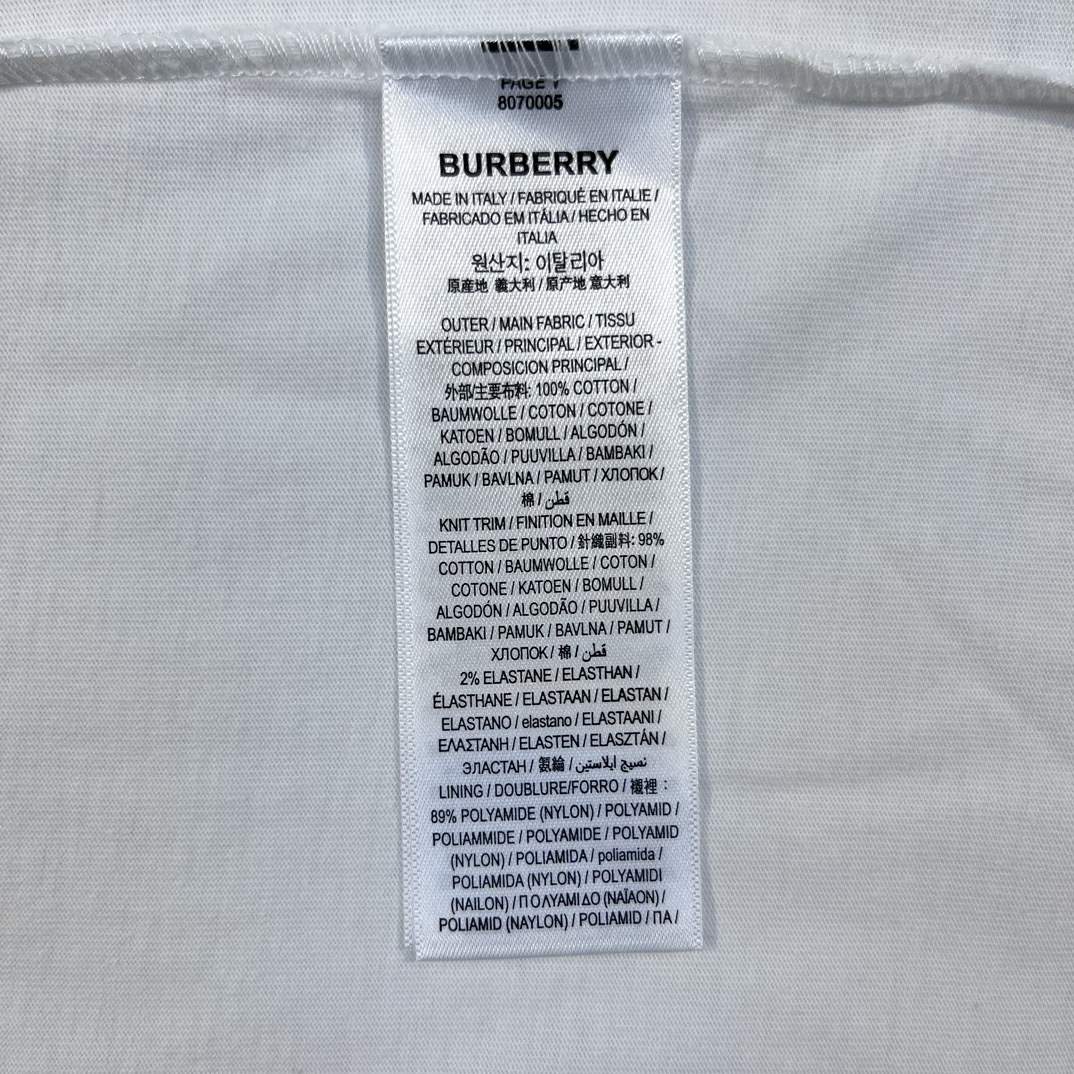 PAGE Y
8070005
BURBERRY
MADE IN ITALY / FABRIQUÉ EN ITALIE /
FABRICADO EM ITÁLIA / HECHO EN
ITALIA
원산지: 이탈리아
原産地 義大利 / 原产地 意大利
OUTER / MAIN FABRIC / TISSU
EXTÉRIEUR / PRINCIPAL / EXTERIOR -
COMPOSICION PRINCIPAL /
外部/主要布料: 100% COTTON /
BAUMWOLLE / COTON / COTONE /
KATOEN / BOMULL / ALGODÓN /
ALGODÃO / PUUVILLA / BAMBAKI /
PAMUK / BAVLNA / PAMUT / ХЛОПОК /
棉 / قطن
KNIT TRIM / FINITION EN MAILLE /
DETALLES DE PUNTO / 針織副料: 98%
COTTON / BAUMWOLLE / COTON /
COTONE / KATOEN / BOMULL /
ALGODÓN / ALGODÃO / PUUVILLA /
BAMBAKI / PAMUK / BAVLNA / PAMUT /
ХЛОПОК / 棉 / قطن
2% ELASTANE / ELASTHAN /
ÉLASTHANE / ELASTAAN / ELASTAN /
ELASTANO / elastano / ELASTAANI /
ΕΛΑΣΤΑΝΗ / ELASTEN / ELASZTÁN /
ЭЛАСТАН / 氨綸 / نسيج ايلاستين
LINING / DOUBLURE/FORRO / 襯裡 :
89% POLYAMIDE (NYLON) / POLYAMID /
POLIAMMIDE / POLYAMIDE / POLYAMID
(NYLON) / POLIAMIDA / poliamida /
POLIAMIDA (NYLON) / POLYAMIDI
(NAILON) / ΠΟΛΥΑΜΙΔΟ (ΝΑΪΛΟΝ) /
POLIAMID (NAYLON) / POLIAMID / ПА /